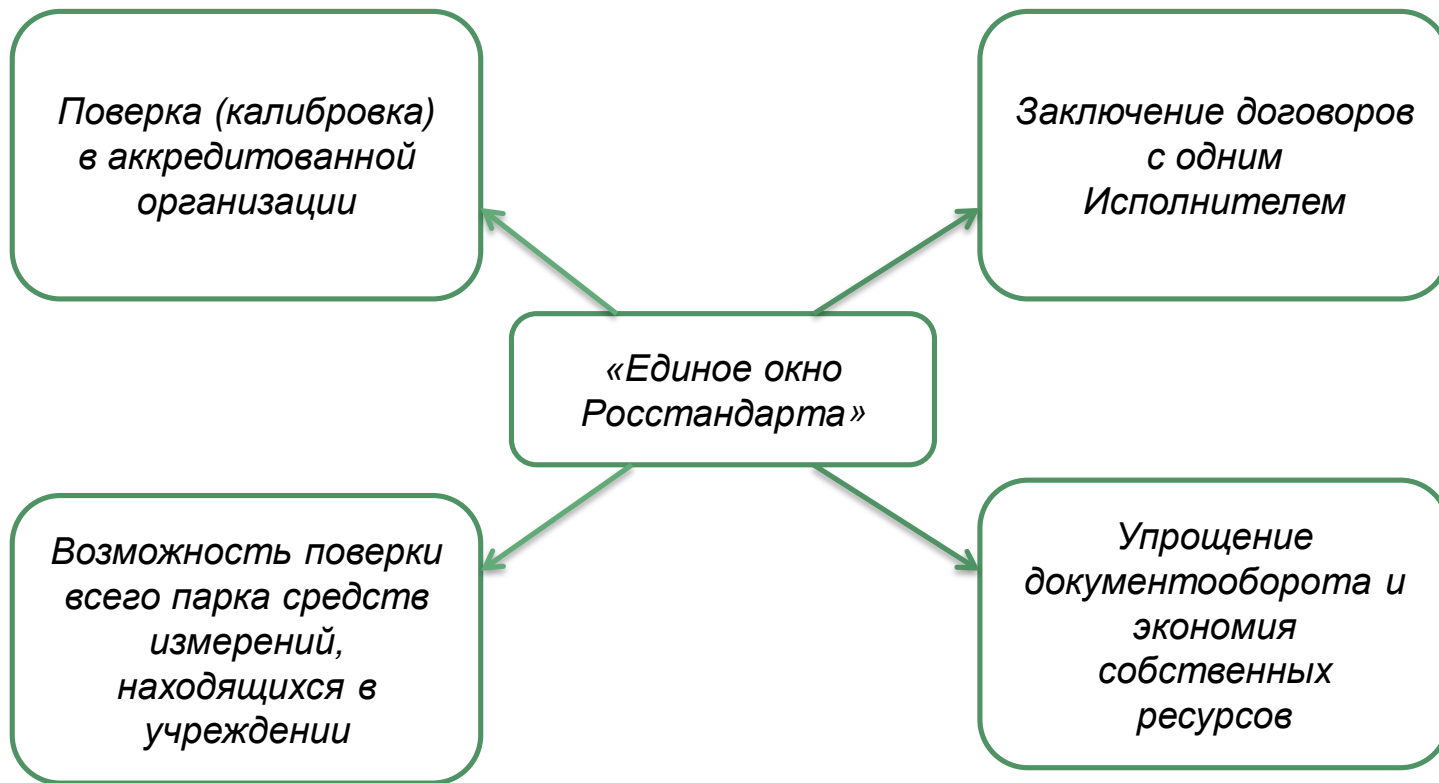 Поверка (калибровка)
в аккредитованной
организации
Заключение договоров
с одним
Исполнителем
«Единое окно
Росстандарта»
Возможность поверки
всего парка средств
измерений,
находящихся в
учреждении
Упрощение
документооборота и
экономия
собственных
ресурсов